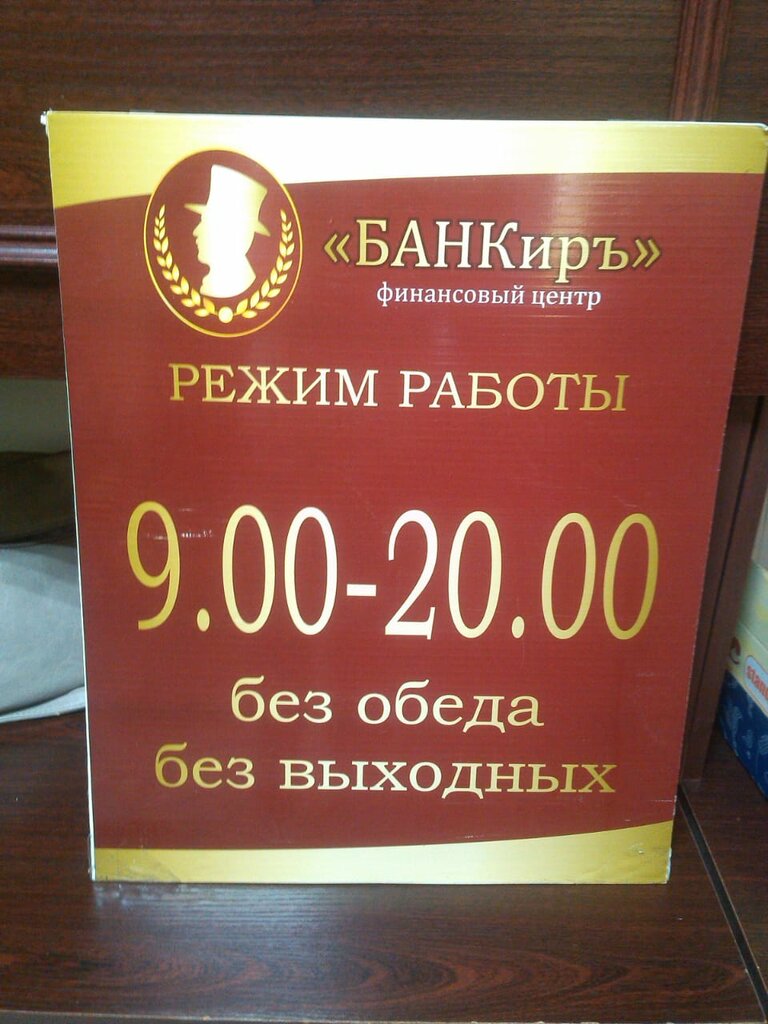 «БАНКиръ»
финансовый центр
РЕЖИМ РАБОТЫ
9.00-20.00
без обеда
без выходных